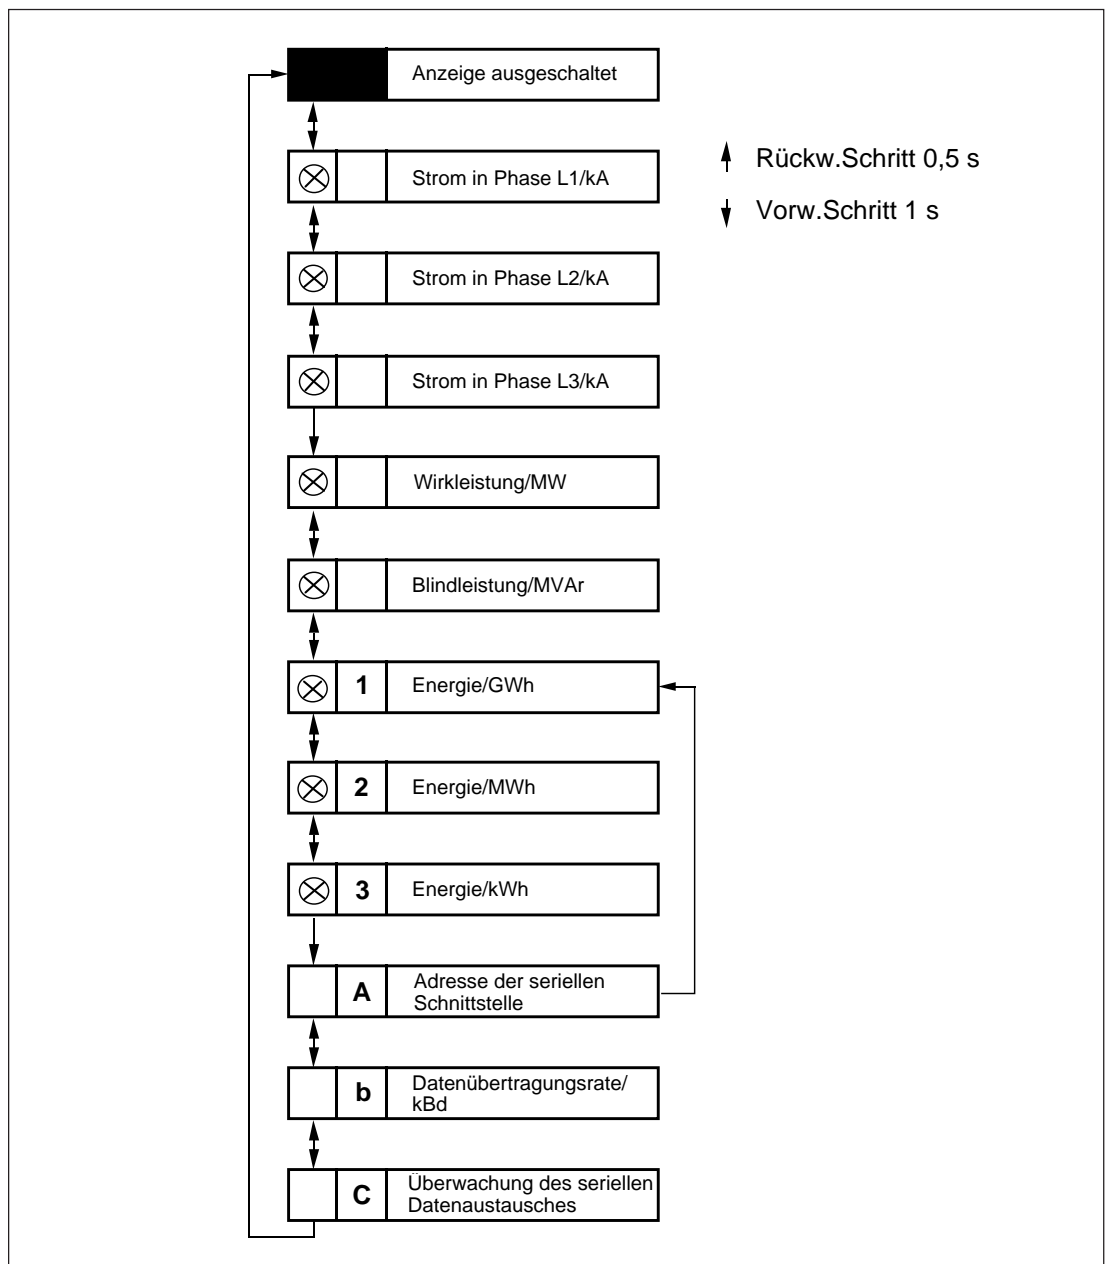 Anzeige ausgeschaltet
Strom in Phase L1/kA
Rückw.Schritt 0,5 s
Vorw.Schritt 1 s
Strom in Phase L2/kA
Strom in Phase L3/kA
Wirkleistung/MW
Blindleistung/MVAr
1 Energie/GWh
2 Energie/MWh
3 Energie/kWh
A Adresse der seriellen
Schnittstelle
b Datenübertragungsrate/
kBd
C Überwachung des seriellen
Datenaustausches